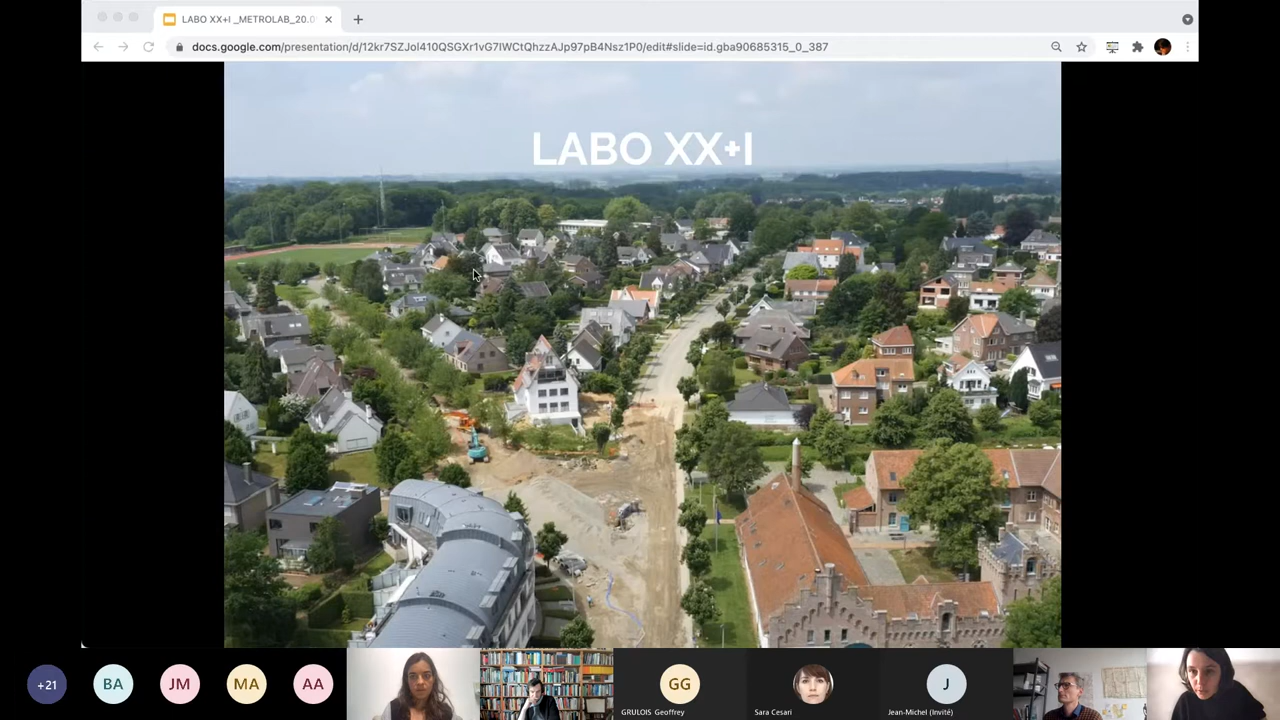 LABO XX+I _METROLAB_20.0
docs.google.com/presentation/d/12kr7SZJoI410QSGXr1vG7IWCtQhzzAJp97pB4Nsz1P0/edit#slide=id.gba90685315_0_387
LABO XX+I
+21
BA
JM
MA
AA
GG
J
GRULOIS Geoffrey
Sara Cesari
Jean-Michel (Invité)